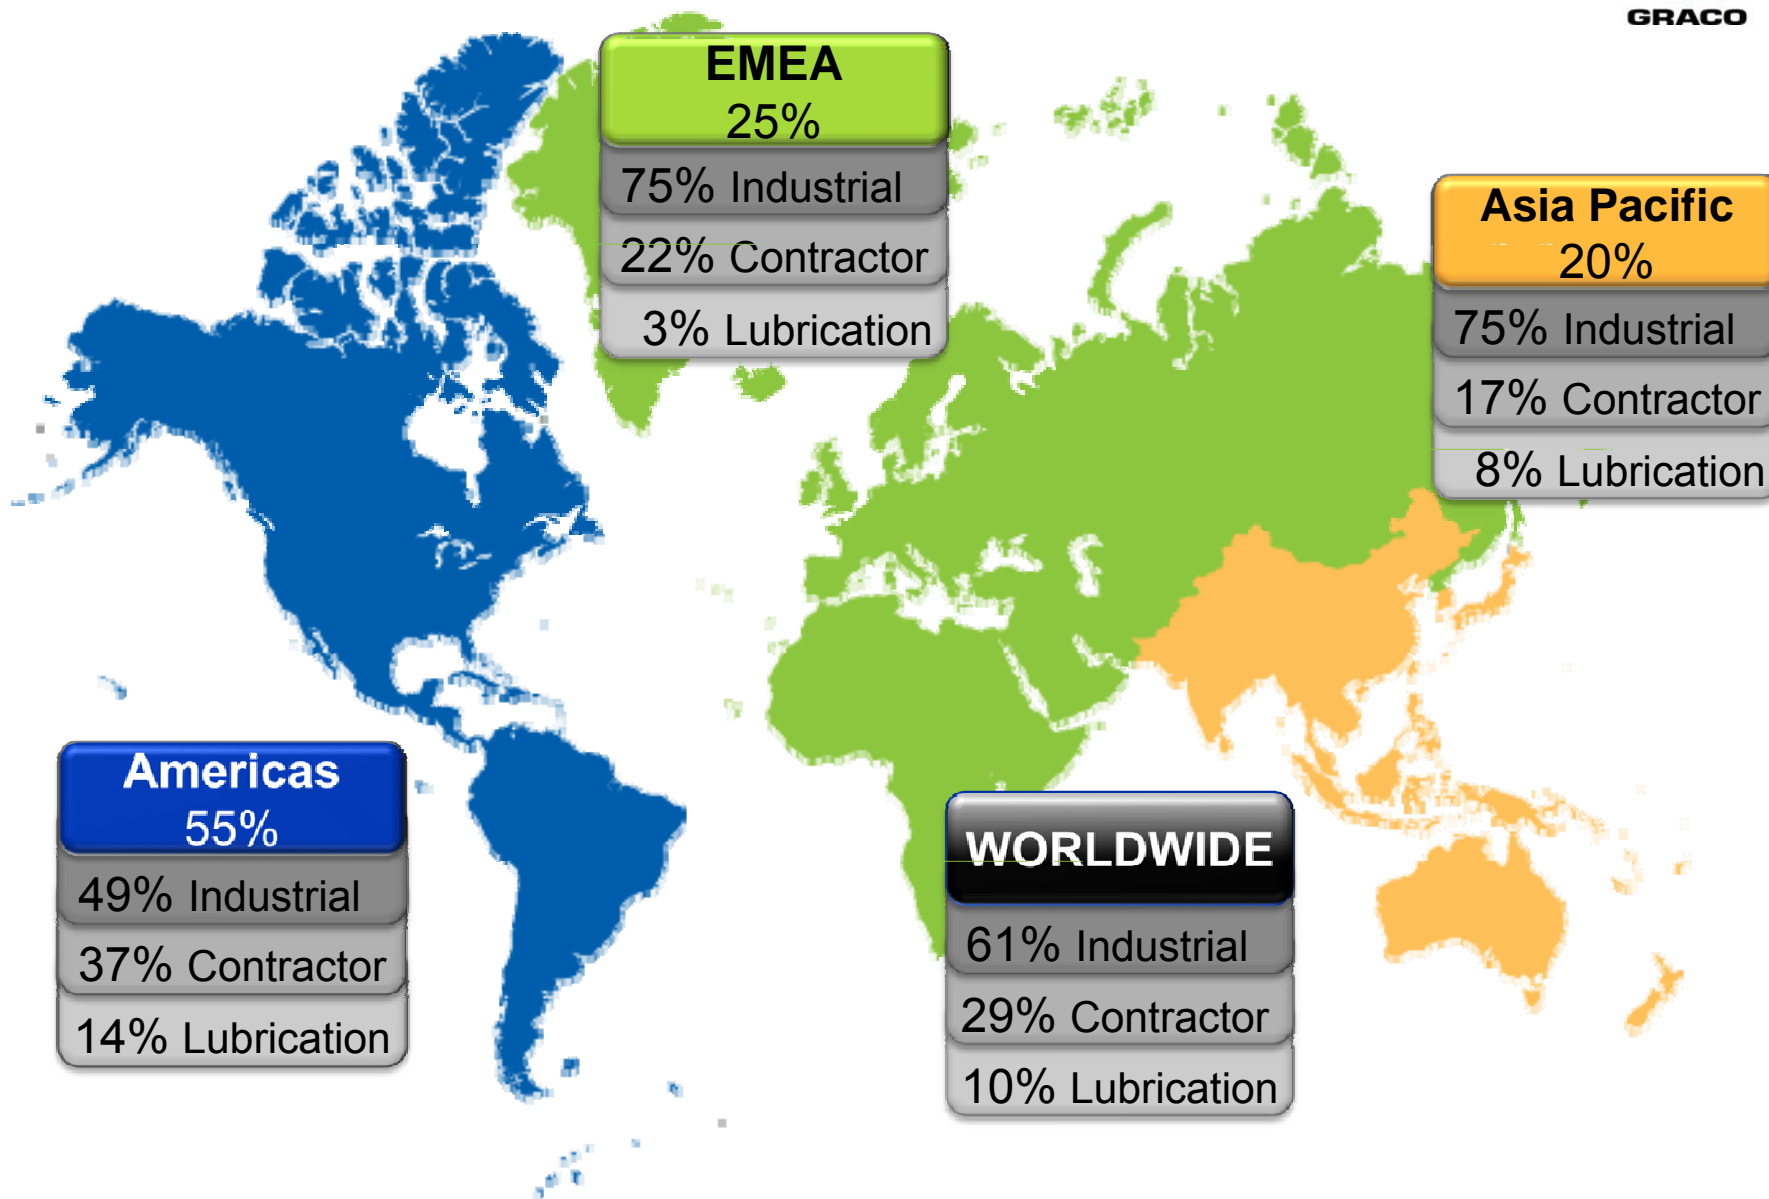 GRACO
EMEA
25%
75% Industrial
22% Contractor
3% Lubrication
Asia Pacific
20%
75% Industrial
17% Contractor
8% Lubrication
Americas
55%
49% Industrial
37% Contractor
14% Lubrication
WORLDWIDE
61% Industrial
29% Contractor
10% Lubrication